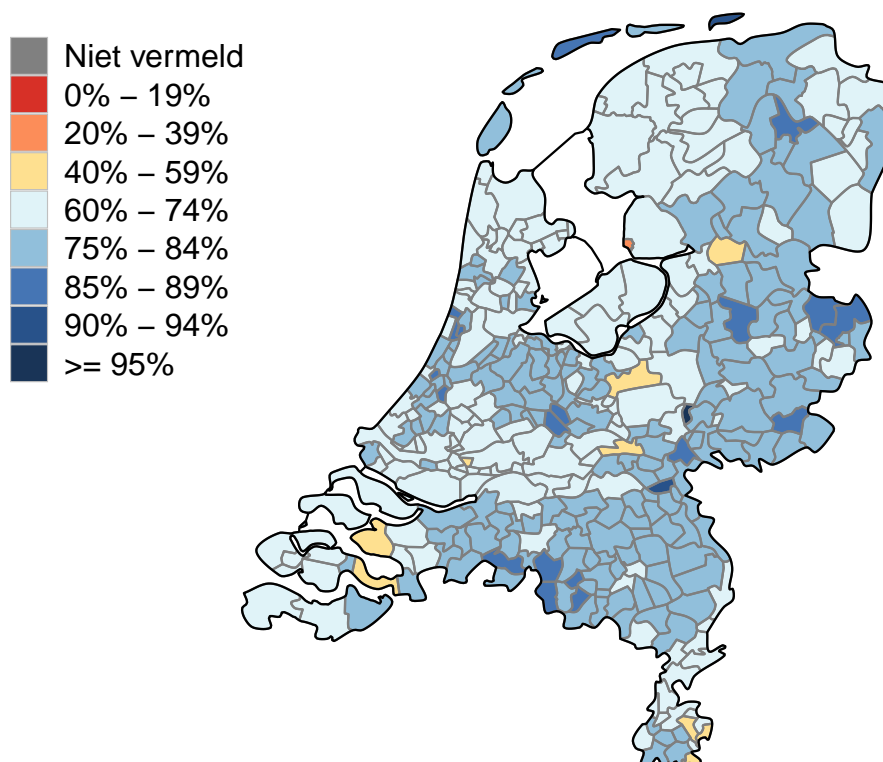 Niet vermeld
0% – 19%
20% – 39%
40% – 59%
60% – 74%
75% – 84%
85% – 89%
90% – 94%
>= 95%